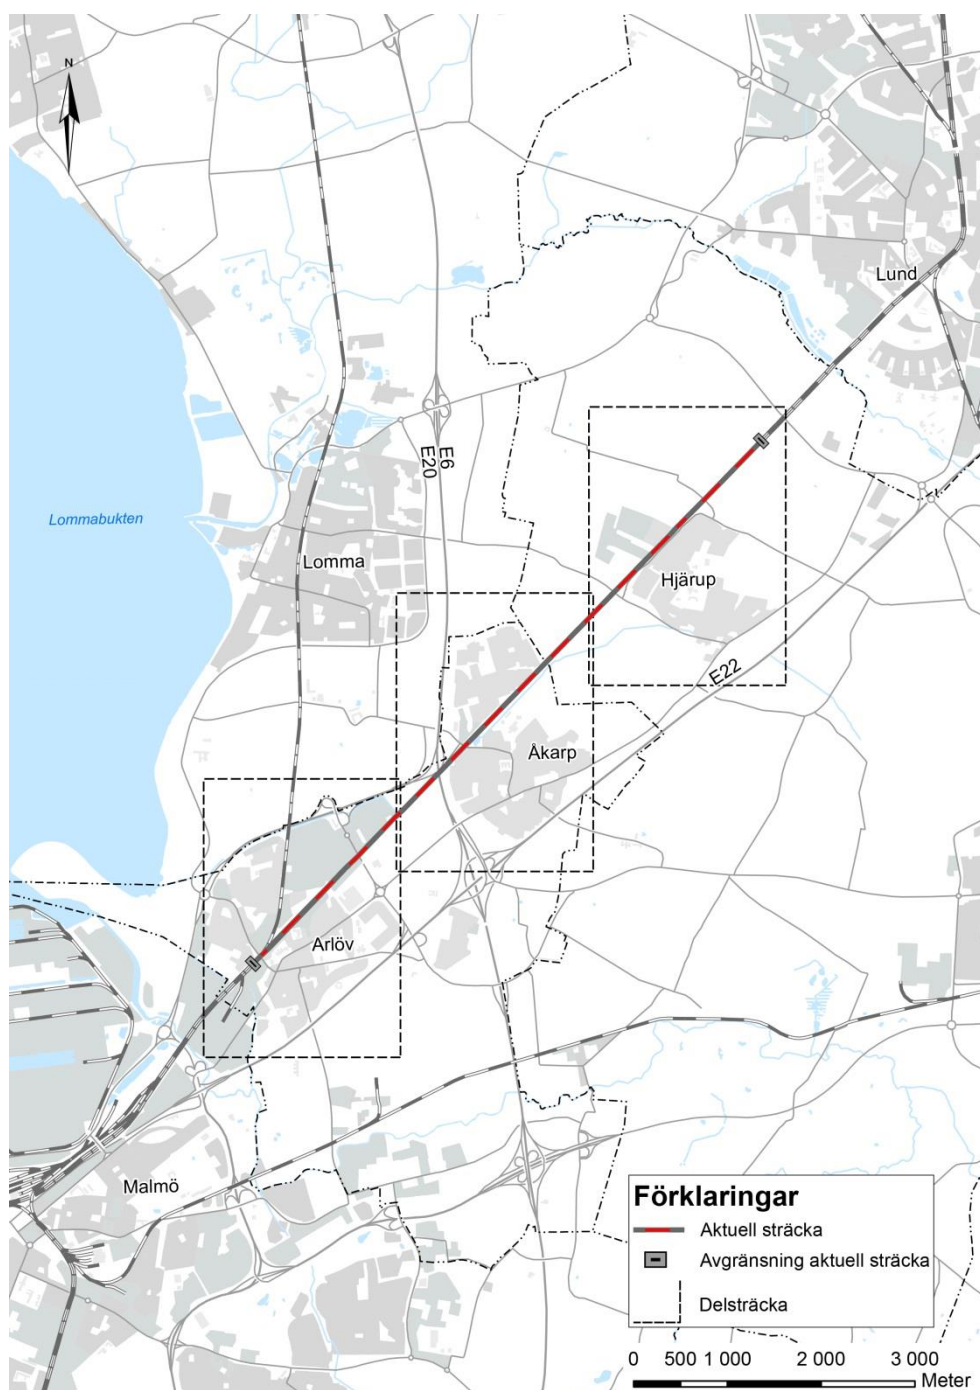 N
Lund
E6
E20
Lommabukten
Lomma
Hjärup
E22
Åkarp
Arlöv
Malmö
Förklaringar
Aktuell sträcka
Avgränsning aktuell sträcka
Delsträcka
0 500 1 000 2 000 3 000
Meter